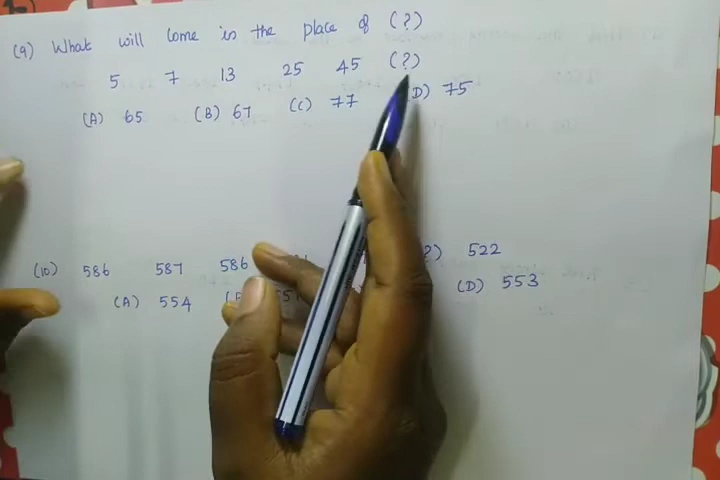 (9) What will come in the place of (?)
5 7 13 25 45 (?)
(A) 65 (B) 67 (C) 77 (D) 75
(10) 586 587 586 ?) 522
(A) 554 (D) 553